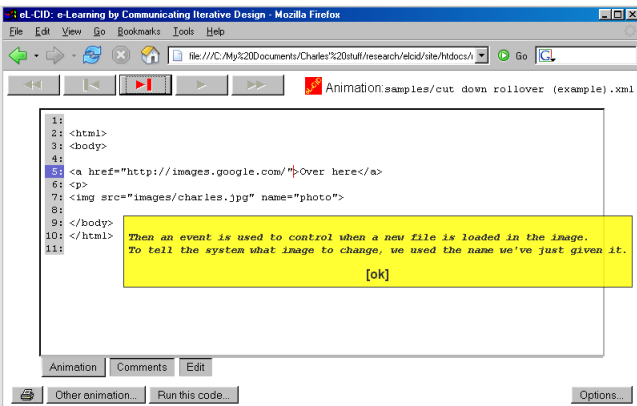 eL-CID: e-Learning by Communicating Iterative Design - Mozilla Firefox
File Edit View Go Bookmarks Tools Help
file:///C:/My%20Documents/Charles'%20stuff/research/elcid/site/htdocs/ Go G
eL-CID Animation:samples/cut down rollover (example).xml
1:
2: <html>
3: <body>
4:
5: <a href="http://images.google.com/">Over here</a>
6: <p>
7: <img src="images/charles.jpg" name="photo">
8:
9: </body>
10: </html>
11:
Then an event is used to control when a new file is loaded in the image.
To tell the system what image to change, we used the name we've just given it.
[ok]
Animation Comments Edit
Other animation... Run this code... Options...